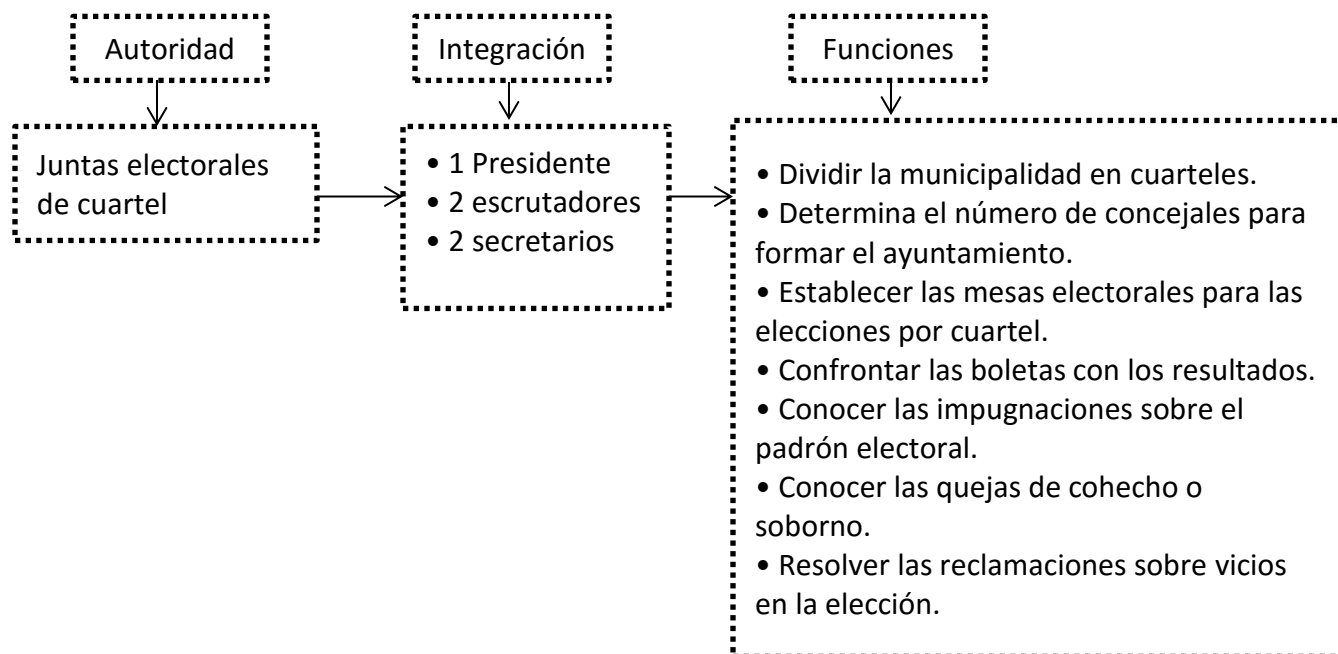 Autoridad
Integración
Funciones
Juntas electorales
de cuartel
• 1 Presidente
• 2 escrutadores
• 2 secretarios
• Dividir la municipalidad en cuarteles.
• Determina el número de concejales para
formar el ayuntamiento.
• Establecer las mesas electorales para las
elecciones por cuartel.
• Confrontar las boletas con los resultados.
• Conocer las impugnaciones sobre el
padrón electoral.
• Conocer las quejas de cohecho o
soborno.
• Resolver las reclamaciones sobre vicios
en la elección.